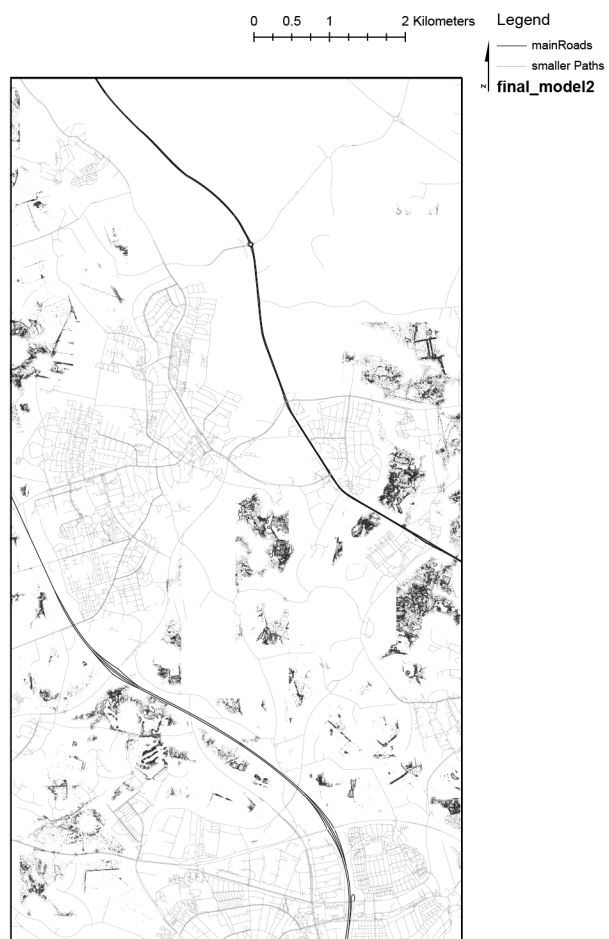 0 0.5 1 2 Kilometers
Legend
mainRoads
smaller Paths
N
final_model2